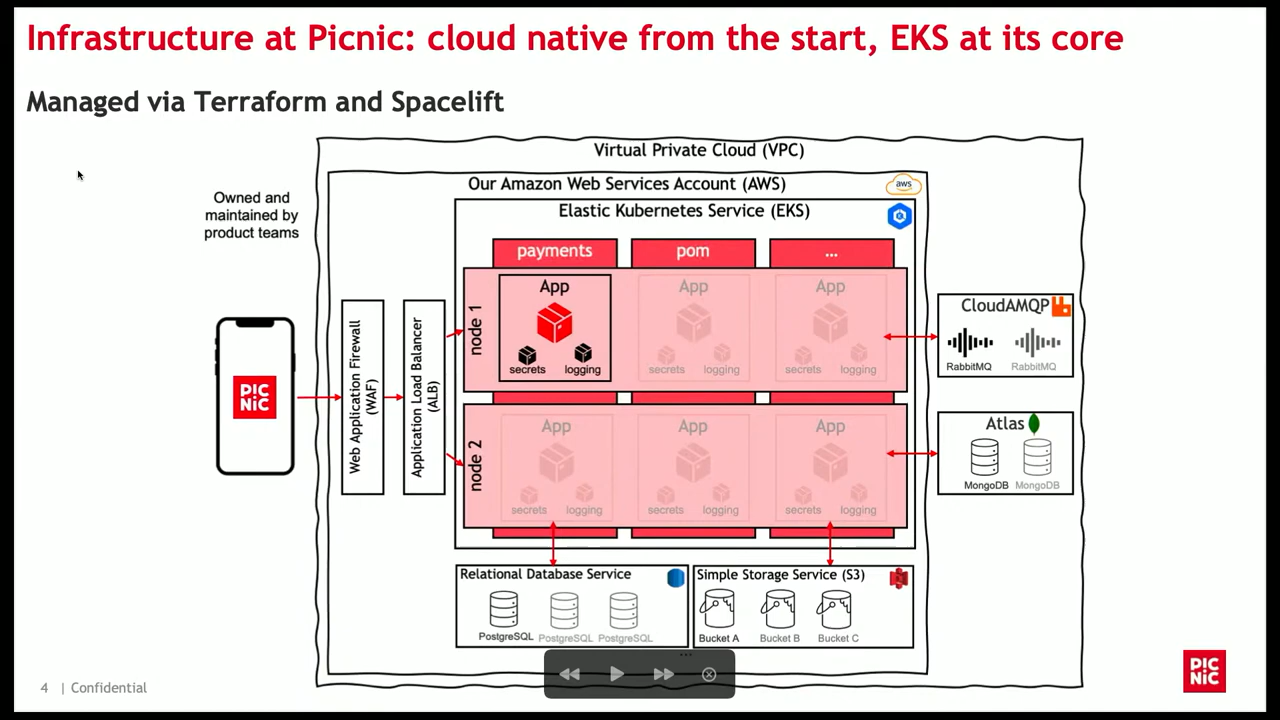 Infrastructure at Picnic: cloud native from the start, EKS at its core
Managed via Terraform and Spacelift
Virtual Private Cloud (VPC)
Our Amazon Web Services Account (AWS)
aws
Elastic Kubernetes Service (EKS)
Owned and
maintained by
product teams
payments
pom
...
node 1
App
secrets
logging
App
secrets
logging
App
secrets
logging
node 2
App
secrets
logging
App
secrets
logging
App
secrets
logging
PiC
NiC
Web Application Firewall
(WAF)
Application Load Balancer
(ALB)
CloudAMQP
RabbitMQ
RabbitMQ
Atlas
MongoDB
MongoDB
Relational Database Service
PostgreSQL
PostgreSQL
PostgreSQL
Simple Storage Service (S3)
Bucket A
Bucket B
Bucket C
4 | Confidential
PiC
NiC